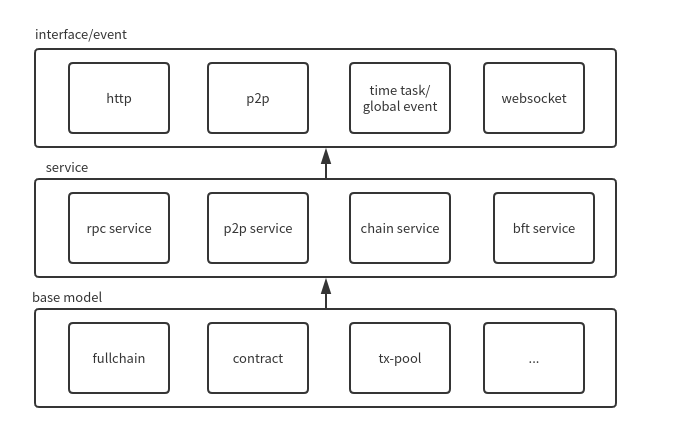 interface/event
http
p2p
time task/
global event
websocket
service
rpc service
p2p service
chain service
bft service
base model
fullchain
contract
tx-pool
...